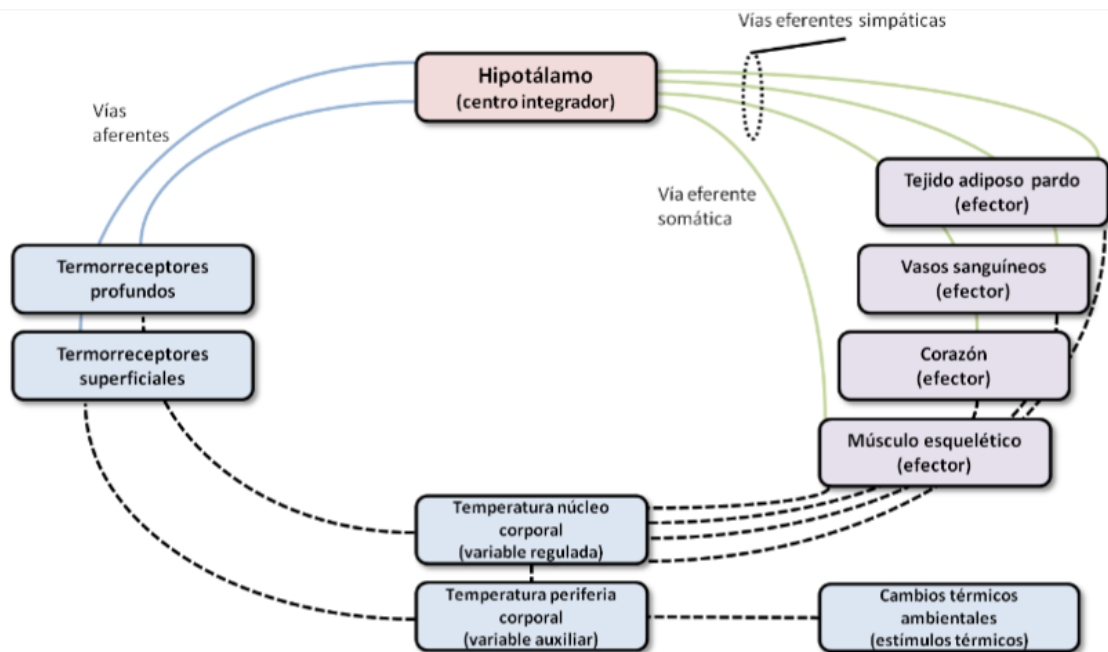 Vías eferentes simpáticas
Hipotálamo
(centro integrador)
Vías
aferentes
Tejido adiposo pardo
(efector)
Vía eferente
somática
Termorreceptores
profundos
Vasos sanguíneos
(efector)
Termorreceptores
superficiales
Corazón
(efector)
Músculo esquelético
(efector)
Temperatura núcleo
corporal
(variable regulada)
Temperatura periferia
corporal
(variable auxiliar)
Cambios térmicos
ambientales
(estímulos térmicos)